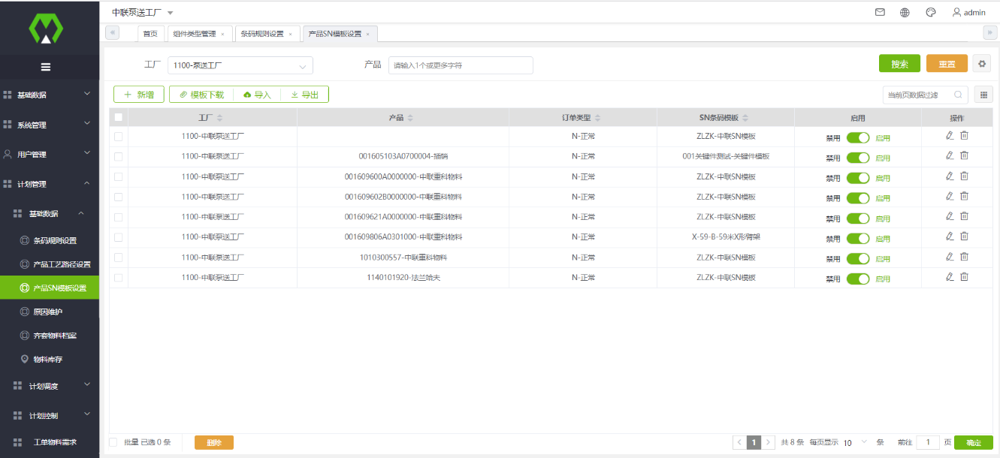 中联泵送工厂
admin
首页 组件类型管理 × 条码规则设置 × 产品SN模板设置 ×
工厂 1100-泵送工厂 产品 请输入1个或更多字符 搜索 重置
新增 模板下载 导入 导出 当前页数据过滤
基础数据
系统管理
用户管理
计划管理
基础数据
条码规则设置
产品工艺路径设置
产品SN模板设置
原因维护
齐套物料档案
物料库存
计划调度
计划控制
工单物料需求
工厂 产品 订单类型 SN条码模板 启用 操作
1100-中联泵送工厂 N-正常 ZLZK-中联SN模板 禁用 启用
1100-中联泵送工厂 001605103A0700004-插销 N-正常 001关键件测试-关键件模板 禁用 启用
1100-中联泵送工厂 001609600A0000000-中联重科物料 N-正常 ZLZK-中联SN模板 禁用 启用
1100-中联泵送工厂 001609602B0000000-中联重科物料 N-正常 ZLZK-中联SN模板 禁用 启用
1100-中联泵送工厂 001609621A0000000-中联重科物料 N-正常 ZLZK-中联SN模板 禁用 启用
1100-中联泵送工厂 001609806A0301000-中联重科物料 N-正常 X-59-B-59米X形臂架 禁用 启用
1100-中联泵送工厂 1010300557-中联重科物料 N-正常 ZLZK-中联SN模板 禁用 启用
1100-中联泵送工厂 1140101920-法兰哈夫 N-正常 ZLZK-中联SN模板 禁用 启用
批量 已选 0 条 删除 1 共 8 条 每页显示 10 条 前往 1 页 确定